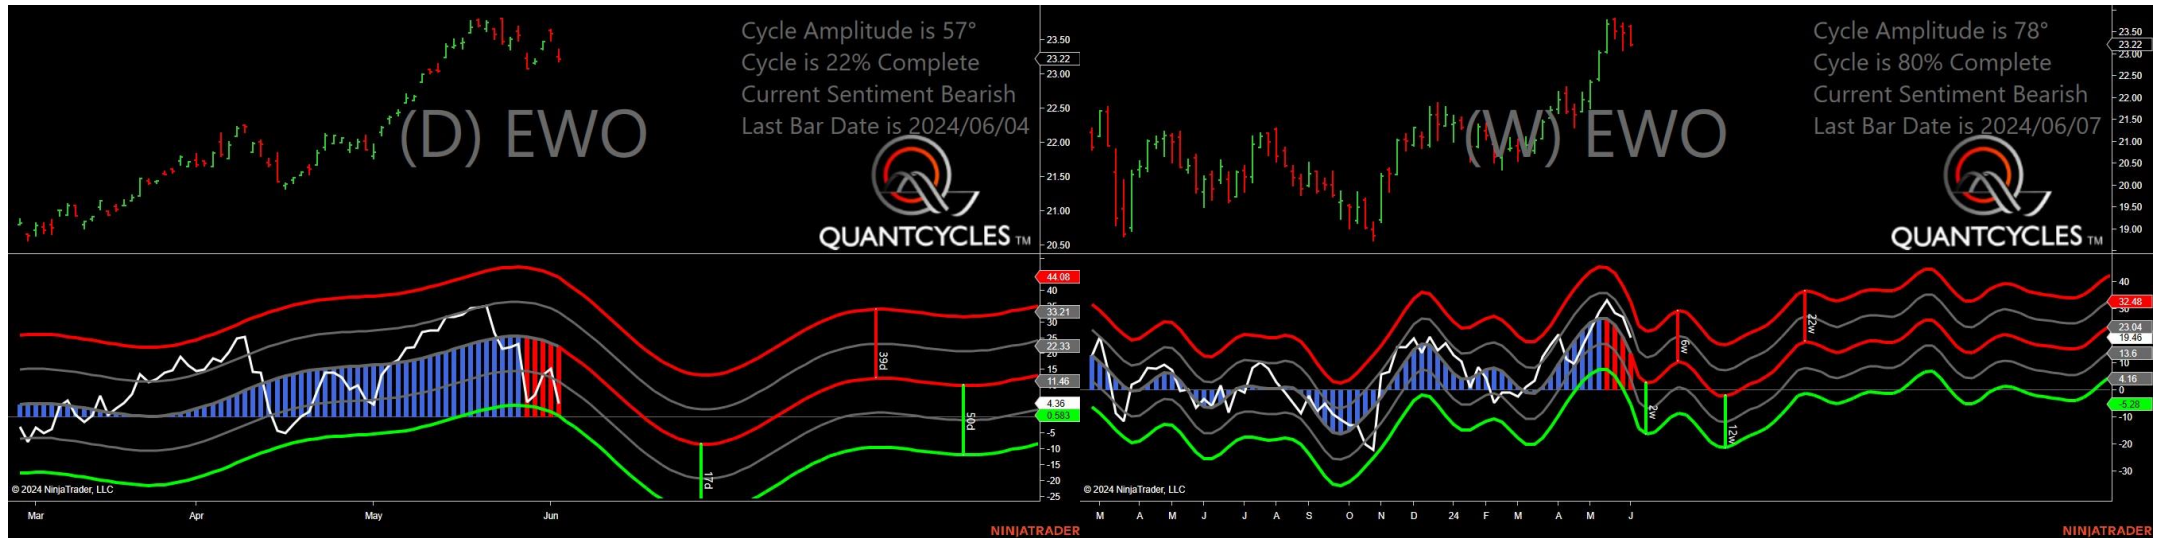 Cycle Amplitude is 57°
Cycle is 22% Complete
Current Sentiment Bearish
Last Bar Date is 2024/06/04
(D) EWO
QUANTCYCLES TM
23.50
23.22
23.00
22.50
22.00
21.50
21.00
20.50
44.08
40
35
33.21
30
25
22.33
20
15
11.46
4.36
0.583
-5
-10
-15
-20
-25
39d
50d
17d
© 2024 NinjaTrader, LLC
Mar Apr May Jun
NINJATRADER
Cycle Amplitude is 78°
Cycle is 80% Complete
Current Sentiment Bearish
Last Bar Date is 2024/06/07
(W) EWO
QUANTCYCLES TM
23.50
23.22
23.00
22.50
22.00
21.50
21.00
20.50
20.00
19.50
19.00
40
32.48
30
23.04
19.46
13.6
10
4.16
0
-5.28
-10
-20
-30
6w
22w
2w
12w
© 2024 NinjaTrader, LLC
M A M J J A S O N D 24 F M A M J
NINJATRADER